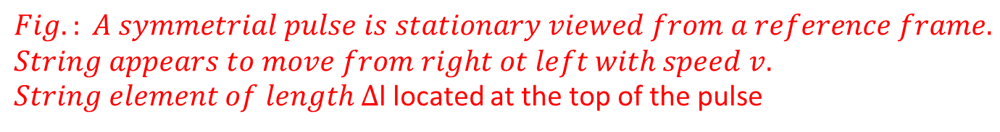 Fig.: A symmetrial pulse is stationary viewed from a reference frame.
String appears to move from right ot left with speed v.
String element of length Δl located at the top of the pulse